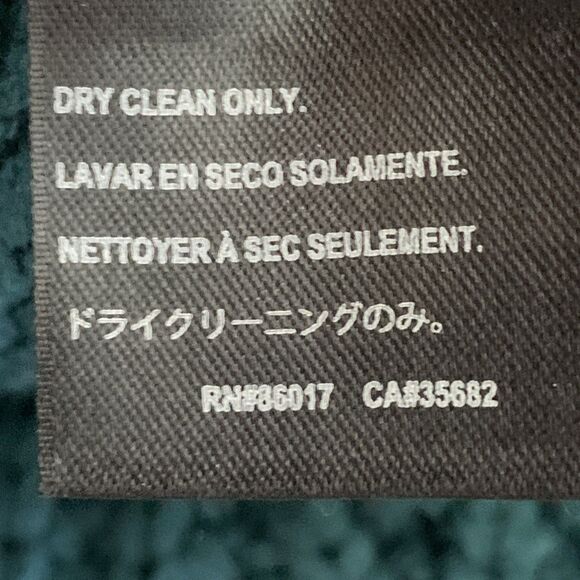 DRY CLEAN ONLY.
LAVAR EN SECO SOLAMENTE.
NETTOYER À SEC SEULEMENT.
ドライクリーニングのみ。
RN#86017 CA#35682